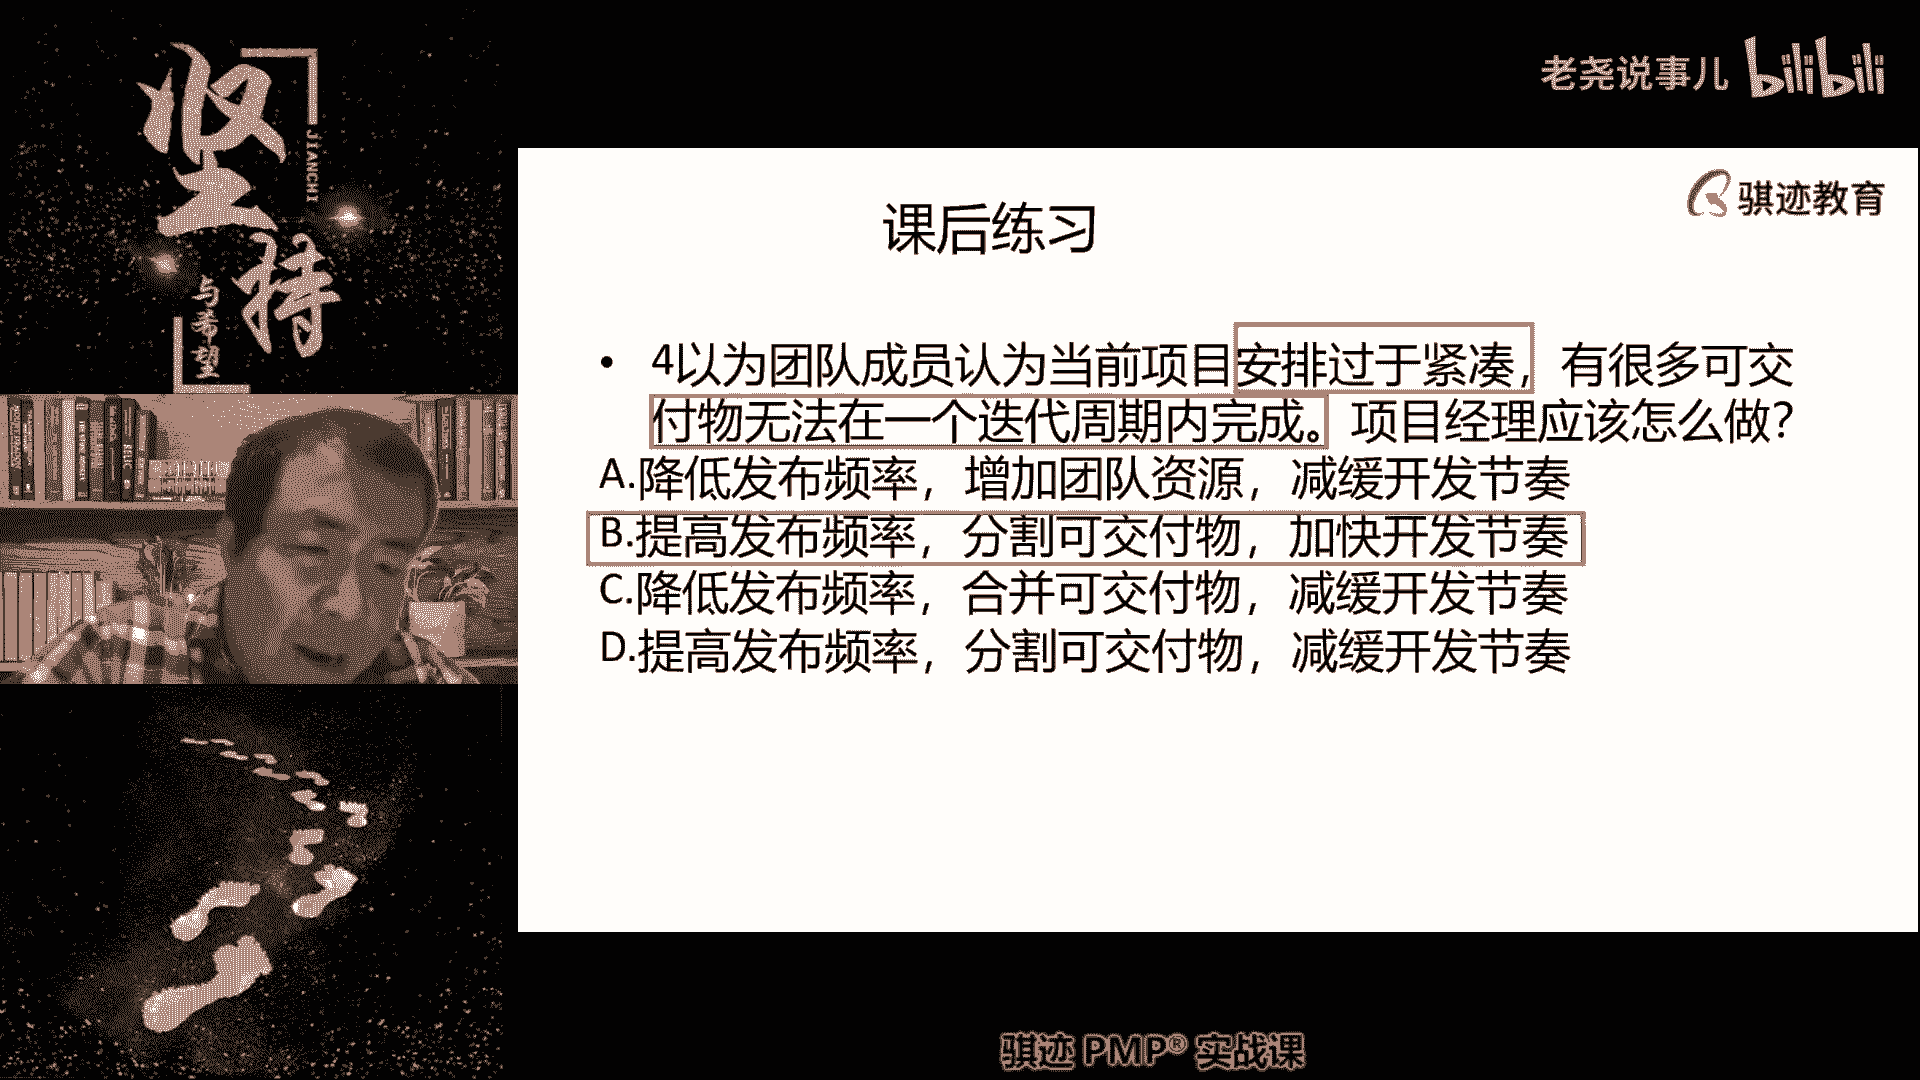 坚持
JIANCHI
与希望
老尧说事儿 bilibili
骐迹教育
课后练习
• 4以为团队成员认为当前项目安排过于紧凑，有很多可交
付物无法在一个迭代周期内完成。项目经理应该怎么做？
A.降低发布频率，增加团队资源，减缓开发节奏
B.提高发布频率，分割可交付物，加快开发节奏
C.降低发布频率，合并可交付物，减缓开发节奏
D.提高发布频率，分割可交付物，减缓开发节奏
骐迹 PMP® 实战课